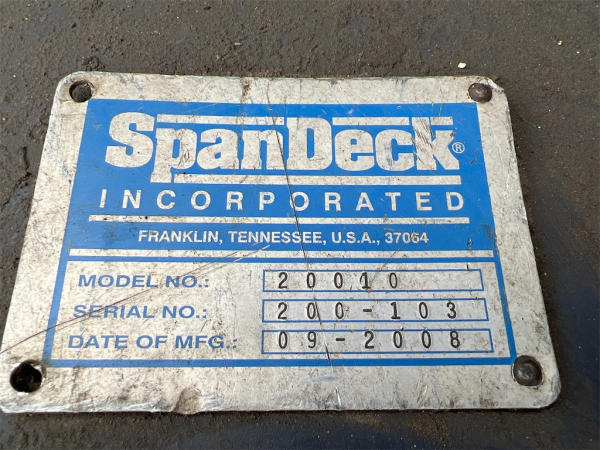 SpanDeck®
INCORPORATED
FRANKLIN, TENNESSEE, U.S.A., 37064
MODEL NO.: 20010
SERIAL NO.: 200-103
DATE OF MFG.: 09-2008